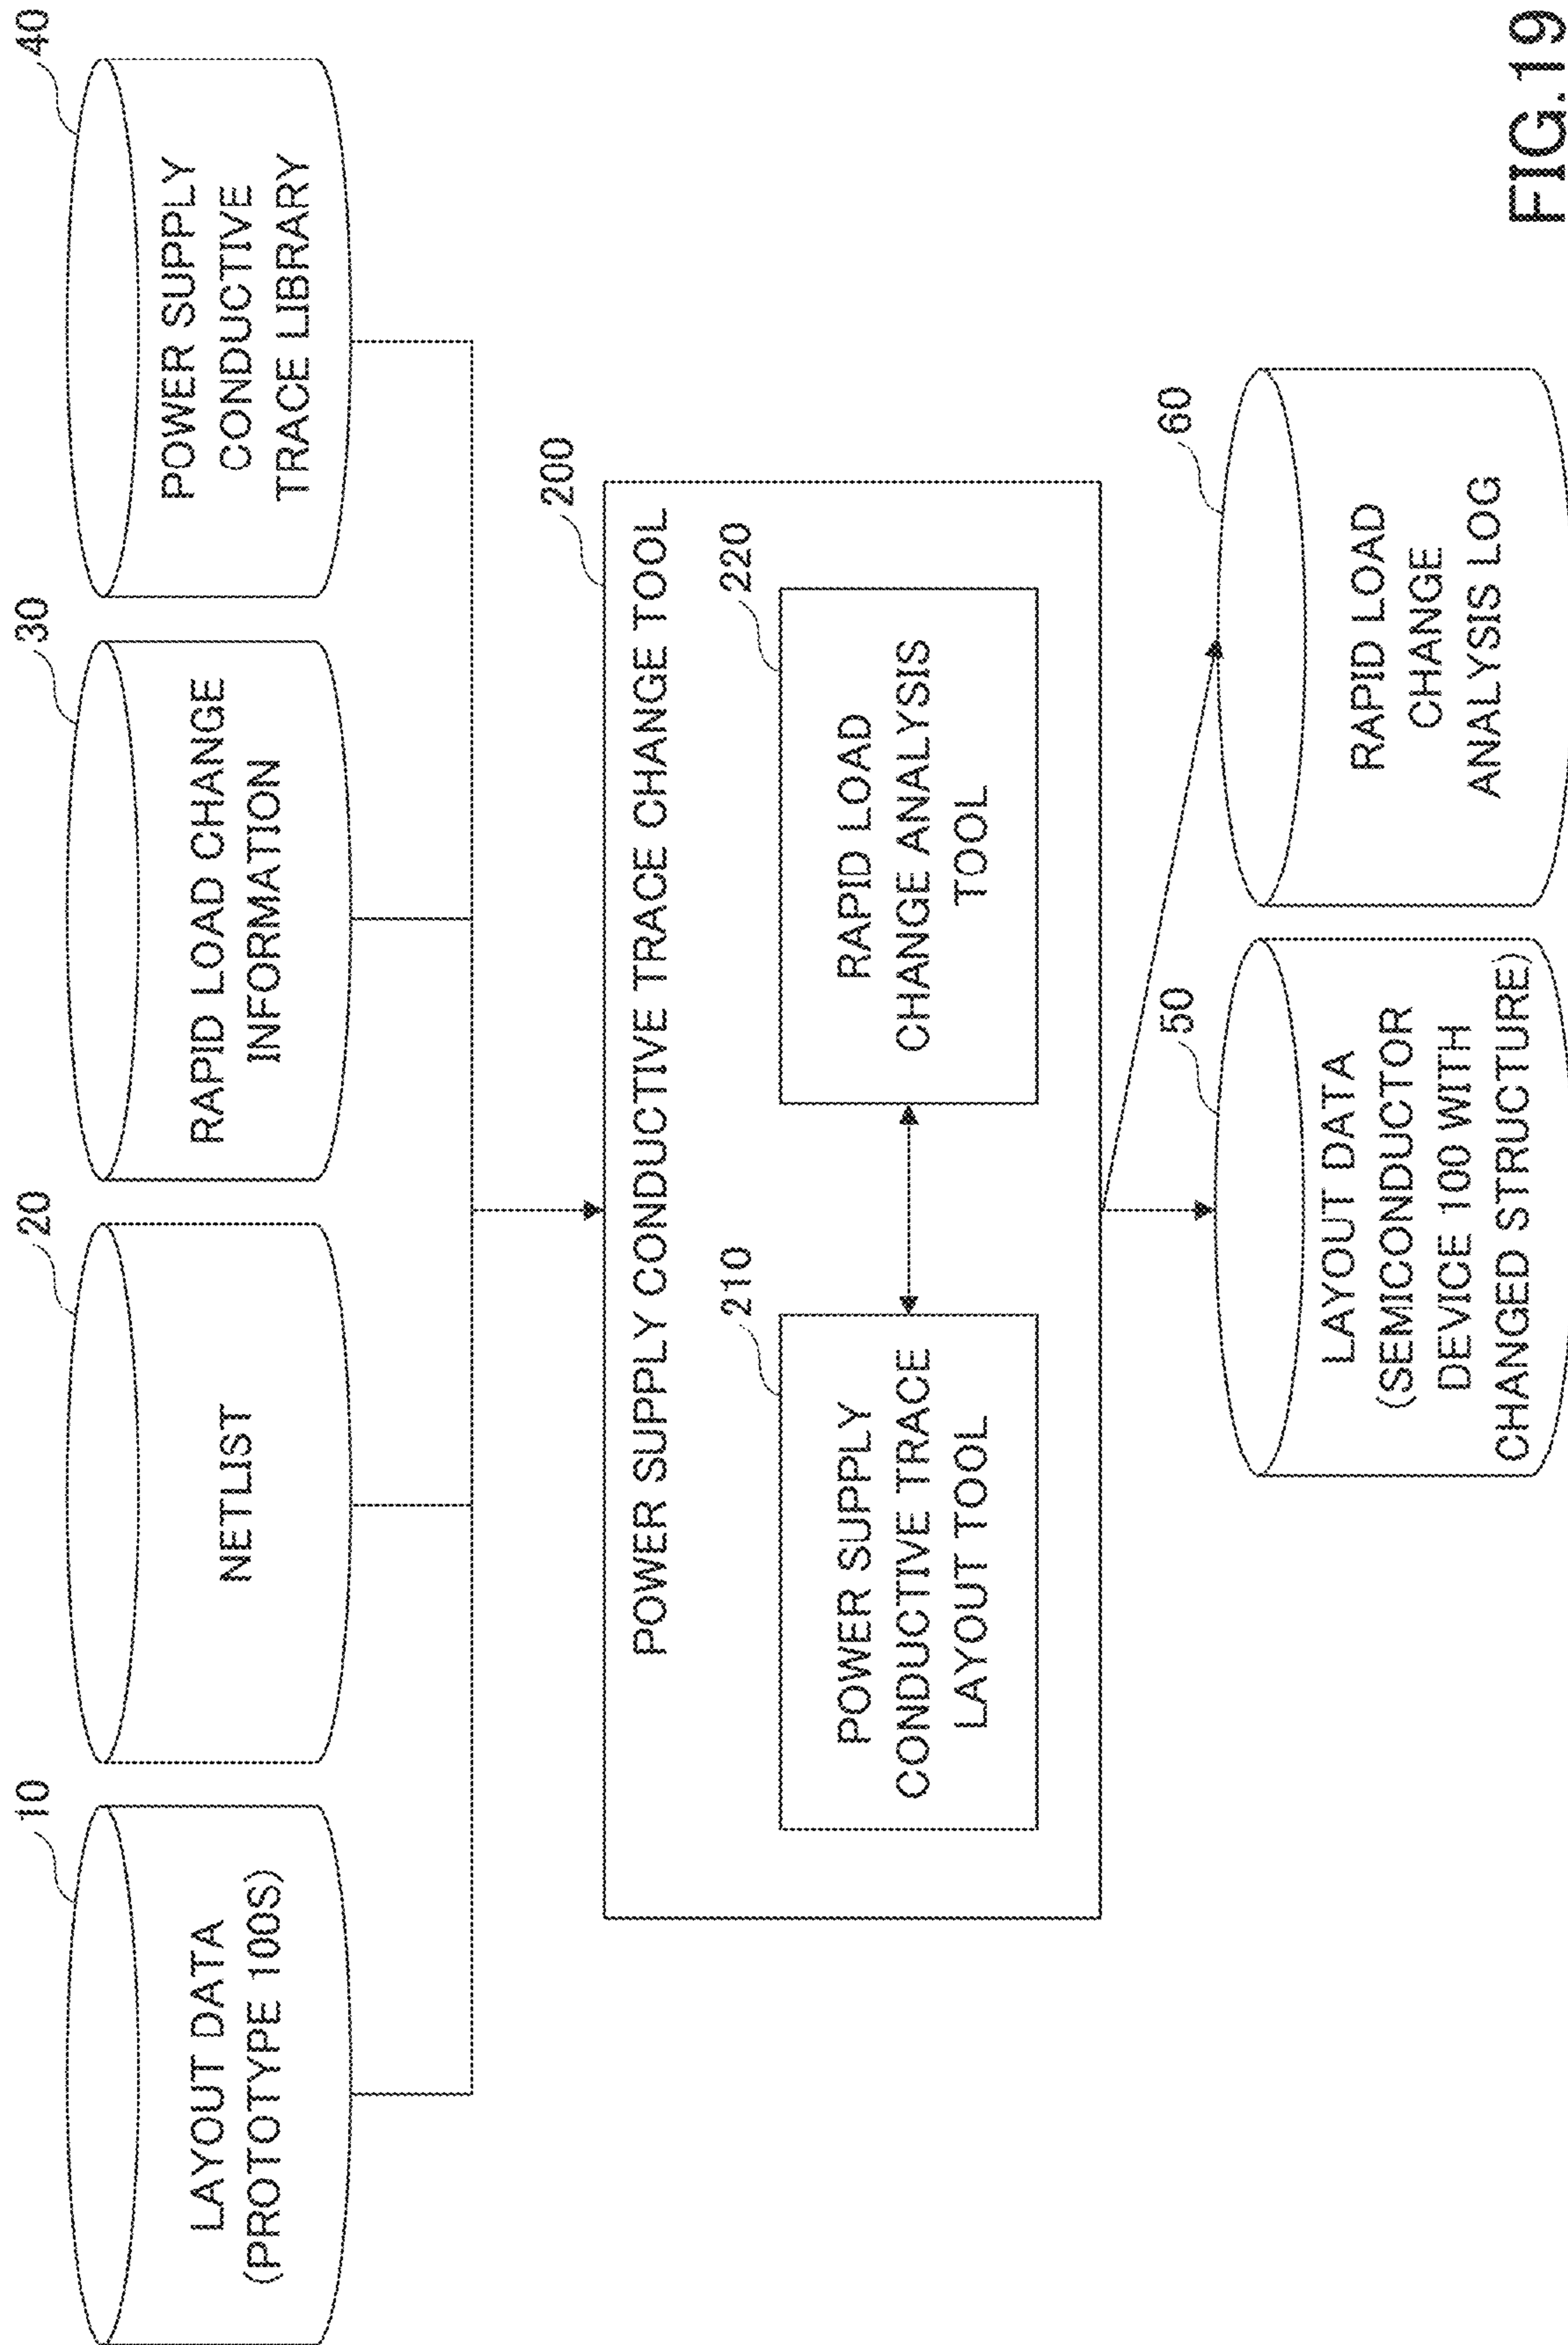 10
LAYOUT DATA
(PROTOTYPE 100S)
20
NETLIST
30
RAPID LOAD CHANGE
INFORMATION
40
POWER SUPPLY
CONDUCTIVE
TRACE LIBRARY
200
POWER SUPPLY CONDUCTIVE TRACE CHANGE TOOL
210
POWER SUPPLY
CONDUCTIVE TRACE
LAYOUT TOOL
220
RAPID LOAD
CHANGE ANALYSIS
TOOL
50
LAYOUT DATA
(SEMICONDUCTOR
DEVICE 100 WITH
CHANGED STRUCTURE)
60
RAPID LOAD
CHANGE
ANALYSIS LOG
FIG.19